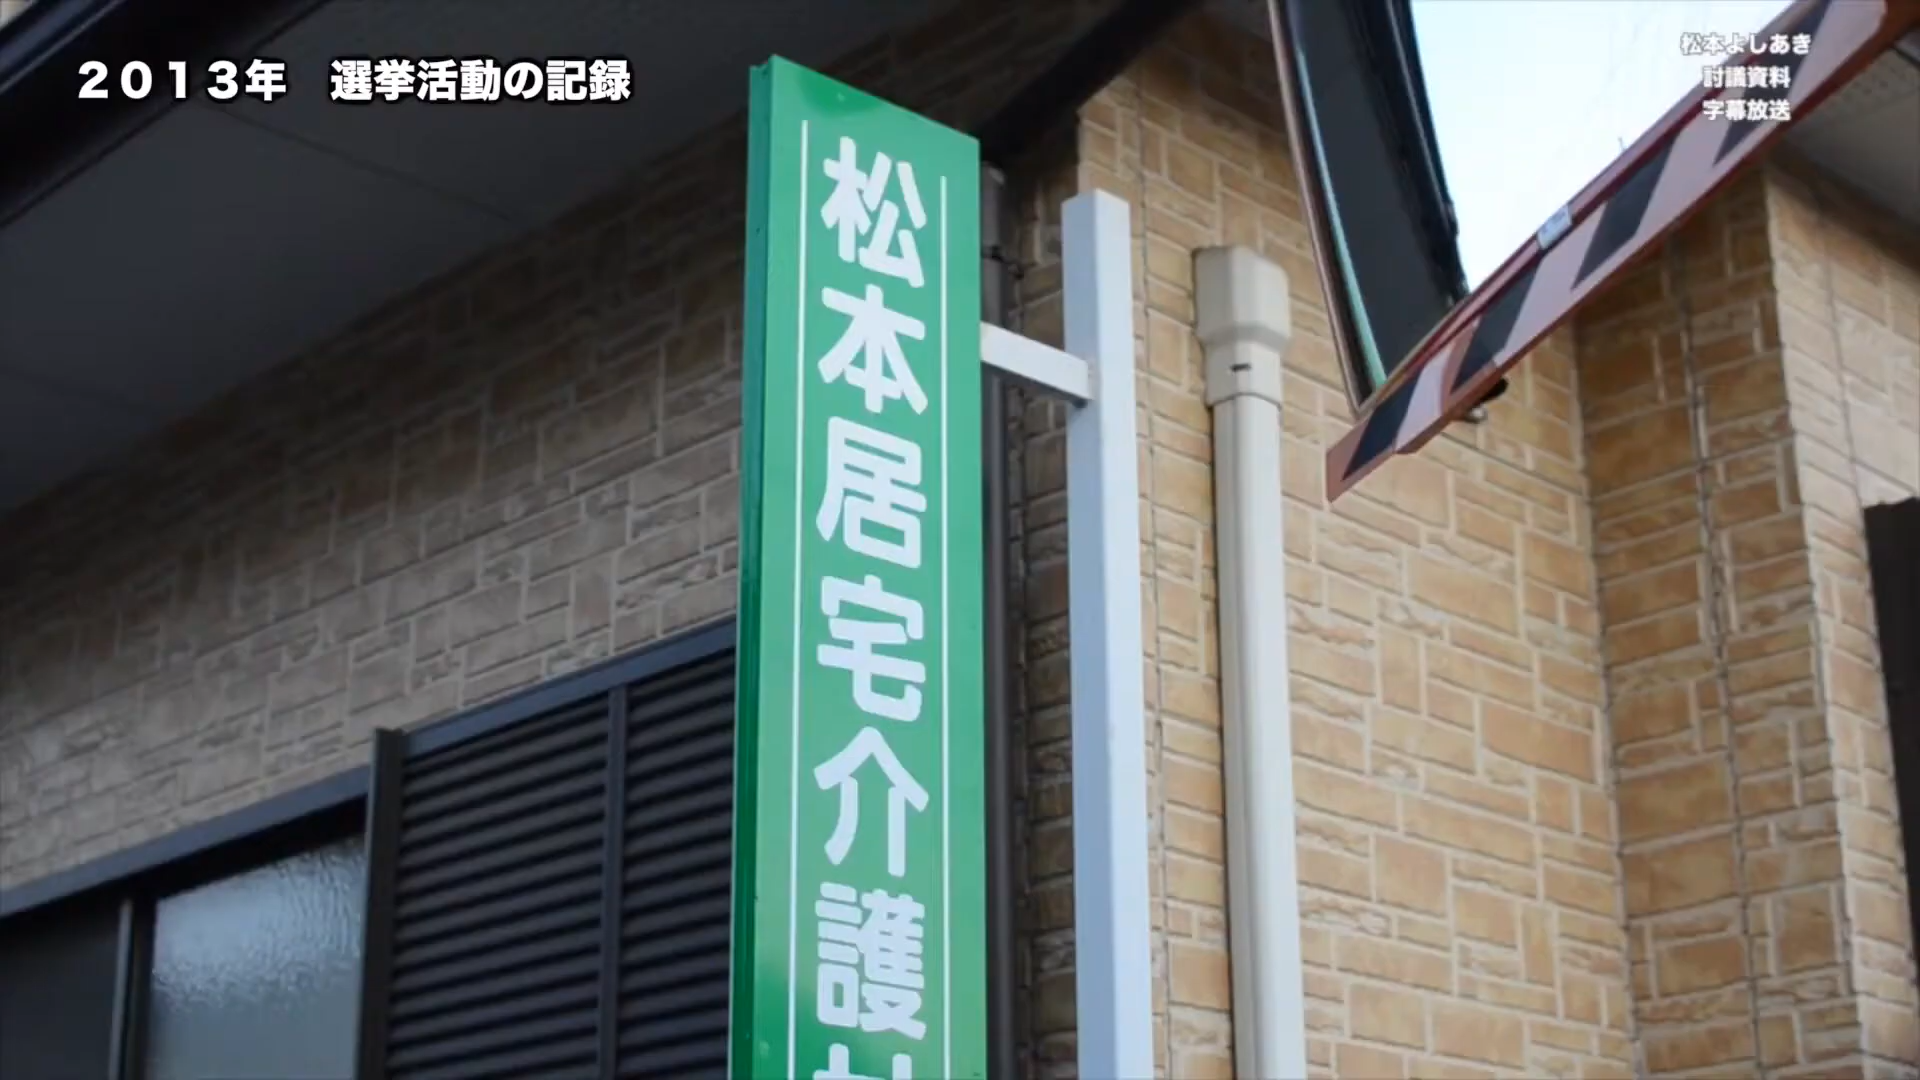 ２０１３年　選挙活動の記録
松本よしあき
討議資料
字幕放送
松本居宅介護